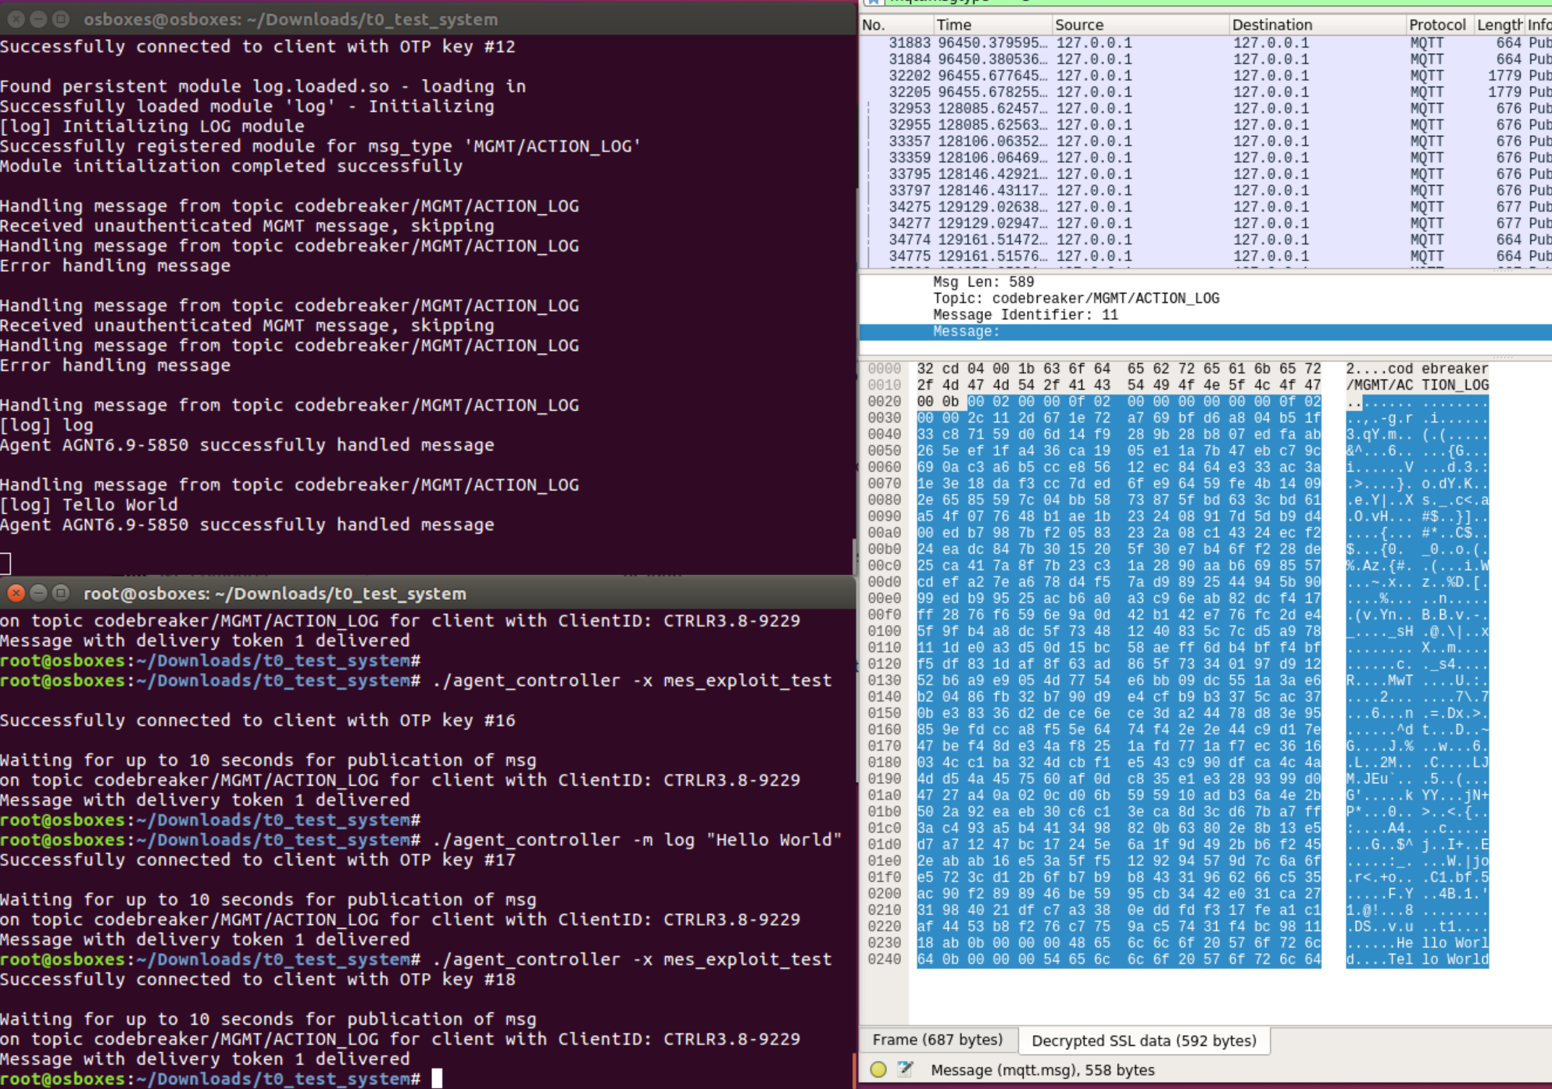 osboxes@osboxes: ~/Downloads/t0_test_system
Successfully connected to client with OTP key #12
Found persistent module log.loaded.so - loading in
Successfully loaded module 'log' - Initializing
[log] Initializing LOG module
Successfully registered module for msg_type 'MGMT/ACTION_LOG'
Module initialization completed successfully
Handling message from topic codebreaker/MGMT/ACTION_LOG
Received unauthenticated MGMT message, skipping
Handling message from topic codebreaker/MGMT/ACTION_LOG
Error handling message
Handling message from topic codebreaker/MGMT/ACTION_LOG
Received unauthenticated MGMT message, skipping
Handling message from topic codebreaker/MGMT/ACTION_LOG
Error handling message
Handling message from topic codebreaker/MGMT/ACTION_LOG
[log] log
Agent AGNT6.9-5850 successfully handled message
Handling message from topic codebreaker/MGMT/ACTION_LOG
[log] Tello World
Agent AGNT6.9-5850 successfully handled message
root@osboxes: ~/Downloads/t0_test_system
on topic codebreaker/MGMT/ACTION_LOG for client with ClientID: CTRLR3.8-9229
Message with delivery token 1 delivered
root@osboxes:~/Downloads/t0_test_system#
root@osboxes:~/Downloads/t0_test_system# ./agent_controller -x mes_exploit_test
Successfully connected to client with OTP key #16
Waiting for up to 10 seconds for publication of msg
on topic codebreaker/MGMT/ACTION_LOG for client with ClientID: CTRLR3.8-9229
Message with delivery token 1 delivered
root@osboxes:~/Downloads/t0_test_system#
root@osboxes:~/Downloads/t0_test_system# ./agent_controller -m log "Hello World"
Successfully connected to client with OTP key #17
Waiting for up to 10 seconds for publication of msg
on topic codebreaker/MGMT/ACTION_LOG for client with ClientID: CTRLR3.8-9229
Message with delivery token 1 delivered
root@osboxes:~/Downloads/t0_test_system# ./agent_controller -x mes_exploit_test
Successfully connected to client with OTP key #18
Waiting for up to 10 seconds for publication of msg
on topic codebreaker/MGMT/ACTION_LOG for client with ClientID: CTRLR3.8-9229
Message with delivery token 1 delivered
root@osboxes:~/Downloads/t0_test_system#
No. Time Source Destination Protocol Length Info
31883 96450.379595… 127.0.0.1 127.0.0.1 MQTT 664 Pub
31884 96450.380536… 127.0.0.1 127.0.0.1 MQTT 664 Pub
32202 96455.677645… 127.0.0.1 127.0.0.1 MQTT 1779 Pub
32205 96455.678255… 127.0.0.1 127.0.0.1 MQTT 1779 Pub
32953 128085.62457… 127.0.0.1 127.0.0.1 MQTT 676 Pub
32955 128085.62563… 127.0.0.1 127.0.0.1 MQTT 676 Pub
33357 128106.06352… 127.0.0.1 127.0.0.1 MQTT 676 Pub
33359 128106.06469… 127.0.0.1 127.0.0.1 MQTT 676 Pub
33795 128146.42921… 127.0.0.1 127.0.0.1 MQTT 676 Pub
33797 128146.43117… 127.0.0.1 127.0.0.1 MQTT 676 Pub
34275 129129.02638… 127.0.0.1 127.0.0.1 MQTT 677 Pub
34277 129129.02947… 127.0.0.1 127.0.0.1 MQTT 677 Pub
34774 129161.51472… 127.0.0.1 127.0.0.1 MQTT 664 Pub
34775 129161.51576… 127.0.0.1 127.0.0.1 MQTT 664 Pub
Msg Len: 589
Topic: codebreaker/MGMT/ACTION_LOG
Message Identifier: 11
Message:
0000 32 cd 04 00 1b 63 6f 64 65 62 72 65 61 6b 65 72 2....cod ebreaker
0010 2f 4d 47 4d 54 2f 41 43 54 49 4f 4e 5f 4c 4f 47 /MGMT/AC TION_LOG
0020 00 0b 00 02 00 00 0f 02 00 00 00 00 00 00 0f 02
0030 00 00 2c 11 2d 67 1e 72 a7 69 bf d6 a8 04 b5 1f
0040 33 c8 71 59 d0 6d 14 f9 28 9b 28 b8 07 ed fa ab
0050 26 5e ef 1f a4 36 ca 19 05 e1 1a 7b 47 eb c7 9c
0060 69 0a c3 a6 b5 cc e8 56 12 ec 84 64 e3 33 ac 3a
0070 1e 3e 18 da f3 cc 7d ed 6f e9 64 59 fe 4b 14 09
0080 2e 65 85 59 7c 04 bb 58 73 87 5f bd 63 3c bd 61
0090 a5 4f 07 76 48 b1 ae 1b 23 24 08 91 7d 5d b9 d4
00a0 00 ed b7 98 7b f2 05 83 23 2a 08 c1 43 24 ec f2
00b0 24 ea dc 84 7b 30 15 20 5f 30 e7 b4 6f f2 28 de
00c0 25 ca 41 7a 8f 7b 23 c3 1a 28 90 aa b6 69 85 57
00d0 cd ef a2 7e a6 78 d4 f5 7a d9 89 25 44 94 5b 90
00e0 99 ed b9 95 25 ac b6 a0 a3 c9 6e ab 82 dc f4 17
00f0 ff 28 76 f6 59 6e 9a 0d 42 b1 42 e7 76 fc 2d e4
0100 5f 9f b4 a8 dc 5f 73 48 12 40 83 5c 7c d5 a9 78
0110 11 1d e0 a3 d5 0d 15 bc 58 ae ff 6d b4 bf f4 bf
0120 f5 df 83 1d af 8f 63 ad 86 5f 73 34 01 97 d9 12
0130 52 b6 a9 e9 05 4d 77 54 e6 bb 09 dc 55 1a 3a e6
0140 b2 04 86 fb 32 b7 90 d9 e4 cf b9 b3 37 5c ac 37
0150 0b e3 83 36 d2 de ce 6e ce 3d a2 44 78 d8 3e 95
0160 85 9e fd cc a8 f5 5e 64 74 f4 2e 2e 44 c9 d1 7e
0170 47 be f4 8d e3 4a f8 25 1a fd 77 1a f7 ec 36 16
0180 03 4c c1 ba 32 4d cb f1 e5 43 c9 90 df ca 4c 4a
0190 4d d5 4a 45 75 60 af 0d c8 35 e1 e3 28 93 99 d0
01a0 47 27 a4 0a 02 0c d0 6b 59 59 10 ad b3 6a 4e 2b
01b0 50 2a 92 ea eb 30 c6 c1 3e ca 8d 3c d6 7b a7 ff
01c0 3a c4 93 a5 b4 41 34 98 82 0b 63 80 2e 8b 13 e5
01d0 d7 a7 12 47 bc 17 24 5e 6a 1f 9d 49 2b b6 f2 45
01e0 2e ab ab 16 e5 3a 5f f5 12 92 94 57 9d 7c 6a 6f
01f0 e5 72 3c d1 2b 6f b7 b9 b8 43 31 96 62 66 c5 35
0200 ac 90 f2 89 89 46 be 59 95 cb 34 42 e0 31 ca 27
0210 31 98 40 21 df c7 a3 38 0e dd fd f3 17 fe a1 c1
0220 af 44 53 b8 f2 76 c7 75 9a c5 74 31 f4 bc 98 11
0230 18 ab 0b 00 00 00 48 65 6c 6c 6f 20 57 6f 72 6c ......He llo Worl
0240 64 0b 00 00 00 54 65 6c 6c 6f 20 57 6f 72 6c 64 d....Tel lo World
Frame (687 bytes) Decrypted SSL data (592 bytes)
Message (mqtt.msg), 558 bytes